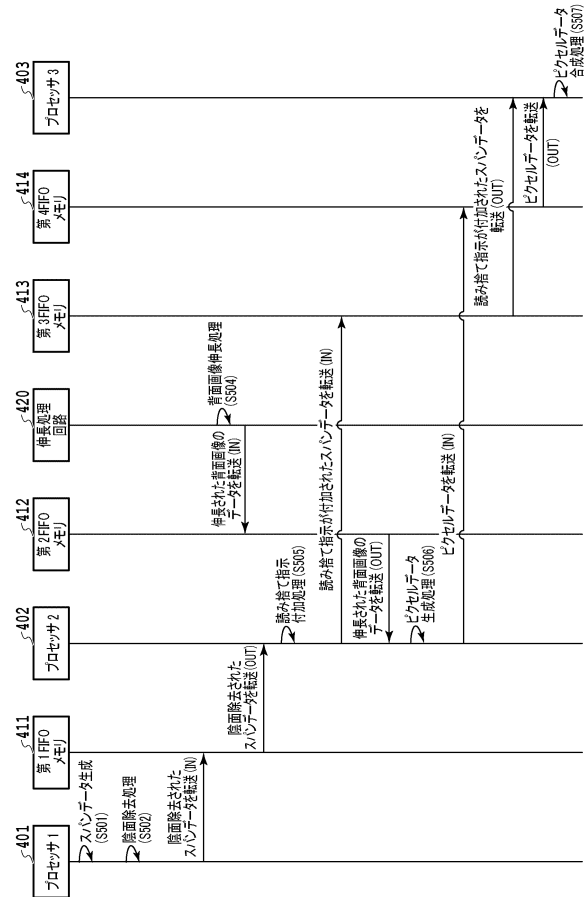 401
プロセッサ1
411
第1FIFO
メモリ
402
プロセッサ2
412
第2FIFO
メモリ
420
伸長処理
回路
413
第3FIFO
メモリ
414
第4FIFO
メモリ
403
プロセッサ3
スパンデータ生成
(S501)
陰面除去処理
(S502)
陰面除去された
スパンデータを転送(IN)
陰面除去された
スパンデータを転送(OUT)
背面画像伸長処理
(S504)
伸長された背面画像の
データを転送(IN)
読み捨て指示
付加処理(S505)
読み捨て指示が付加されたスパンデータを転送(IN)
伸長された背面画像の
データを転送(OUT)
ピクセルデータ
生成処理(S506)
ピクセルデータを転送(IN)
読み捨て指示が付加されたスパンデータを
転送(OUT)
ピクセルデータを転送
(OUT)
ピクセルデータ
合成処理(S507)